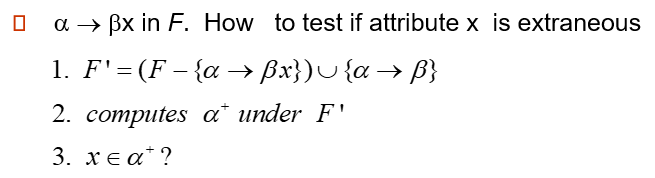 α → βx in F. How to test if attribute x is extraneous
1. F' = (F – {α → βx}) ∪ {α → β}
2. computes α⁺ under F'
3. x ∈ α⁺ ?